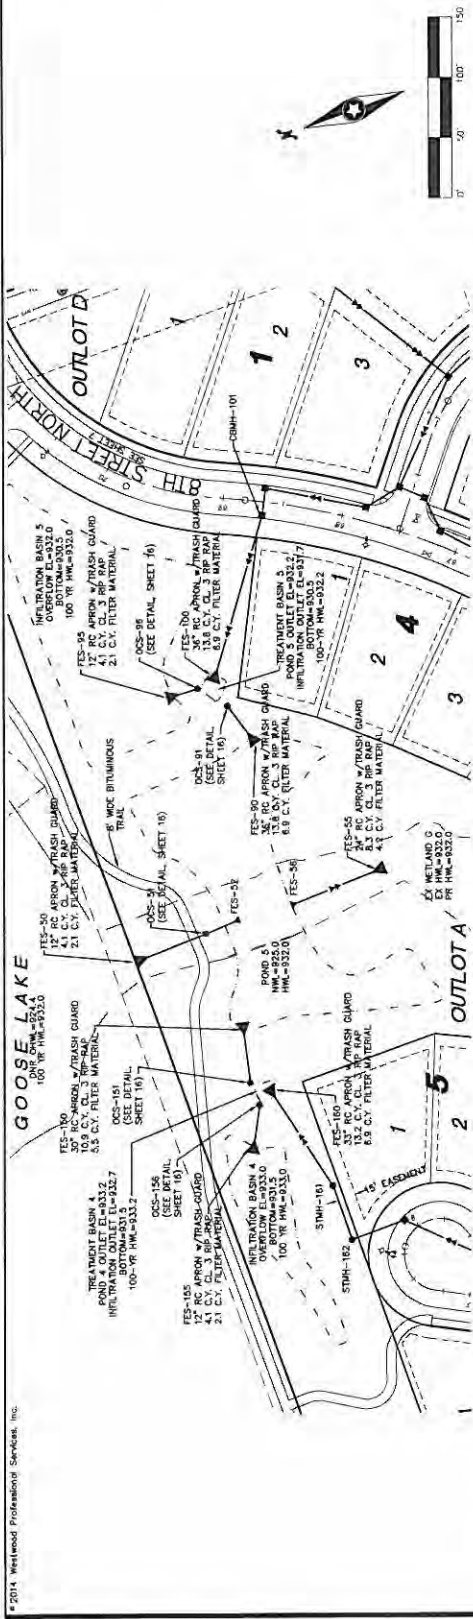 © 2014 Westwood Professional Services, Inc.
GOOSE LAKE
DNR OHWL=924.4
100 YR HWL=932.0
FES-50
12" RC APRON w/TRASH GUARD
4.1 C.Y. CL. 3 RIP RAP
2.1 C.Y. FILTER MATERIAL
8' WIDE BITUMINOUS
TRAIL
OCS-51
(SEE DETAIL, SHEET 16)
FES-52
FES-150
30" RC APRON w/TRASH GUARD
10.9 C.Y. CL. 3 RIP RAP
5.5 C.Y. FILTER MATERIAL
OCS-151
(SEE DETAIL,
SHEET 16)
TREATMENT BASIN 4
POND 4 OUTLET EL=933.2
INFILTRATION OUTLET EL=932.7
BOTTOM=931.5
100-YR HWL=933.2
OCS-156
(SEE DETAIL,
SHEET 16)
FES-155
12" RC APRON w/TRASH GUARD
4.1 C.Y. CL. 3 RIP RAP
2.1 C.Y. FILTER MATERIAL
INFILTRATION BASIN 4
OVERFLOW EL=933.0
BOTTOM=931.5
100 YR HWL=933.0
FES-160
33" RC APRON w/TRASH GUARD
13.2 C.Y. CL. 3 RIP RAP
6.9 C.Y. FILTER MATERIAL
STMH-161
STMH-162
15' EASEMENT
5
1
2
1
OUTLOT A
EX WETLAND G
EX HWL=932.0
PR HWL=932.0
POND 5
NWL=925.0
HWL=932.0
FES-56
FES-55
24" RC APRON w/TRASH GUARD
8.3 C.Y. CL. 3 RIP RAP
4.2 C.Y. FILTER MATERIAL
FES-90
36" RC APRON w/TRASH GUARD
13.8 C.Y. CL. 3 RIP RAP
6.9 C.Y. FILTER MATERIAL
OCS-91
(SEE DETAIL,
SHEET 16)
TREATMENT BASIN 5
POND 5 OUTLET EL=932.2
INFILTRATION OUTLET EL=931.7
BOTTOM=930.5
100-YR HWL=932.2
FES-100
36" RC APRON w/TRASH GUARD
13.8 C.Y. CL. 3 RIP RAP
6.9 C.Y. FILTER MATERIAL
OCS-96
(SEE DETAIL, SHEET 16)
FES-95
12" RC APRON w/TRASH GUARD
4.1 C.Y. CL. 3 RIP RAP
2.1 C.Y. FILTER MATERIAL
INFILTRATION BASIN 5
OVERFLOW EL=932.0
BOTTOM=930.5
100 YR HWL=932.0
8TH STREET NORTH
SEE SHEET 7
CBMH-101
OUTLOT D
1
1
2
3
4
1
2
3
N
0'
50'
100'
150'